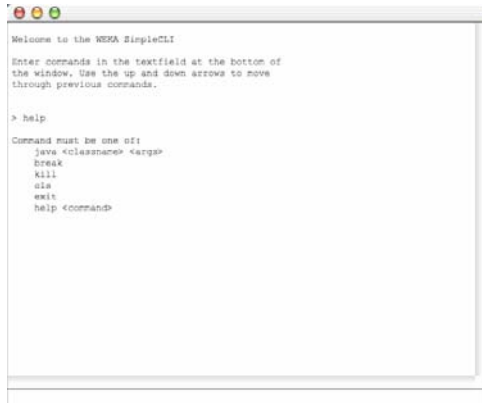 Welcome to the WEKA SimpleCLI
Enter commands in the textfield at the bottom of
the window. Use the up and down arrows to move
through previous commands.
> help
Command must be one of:
java <classname> <args>
break
kill
cls
exit
help <command>